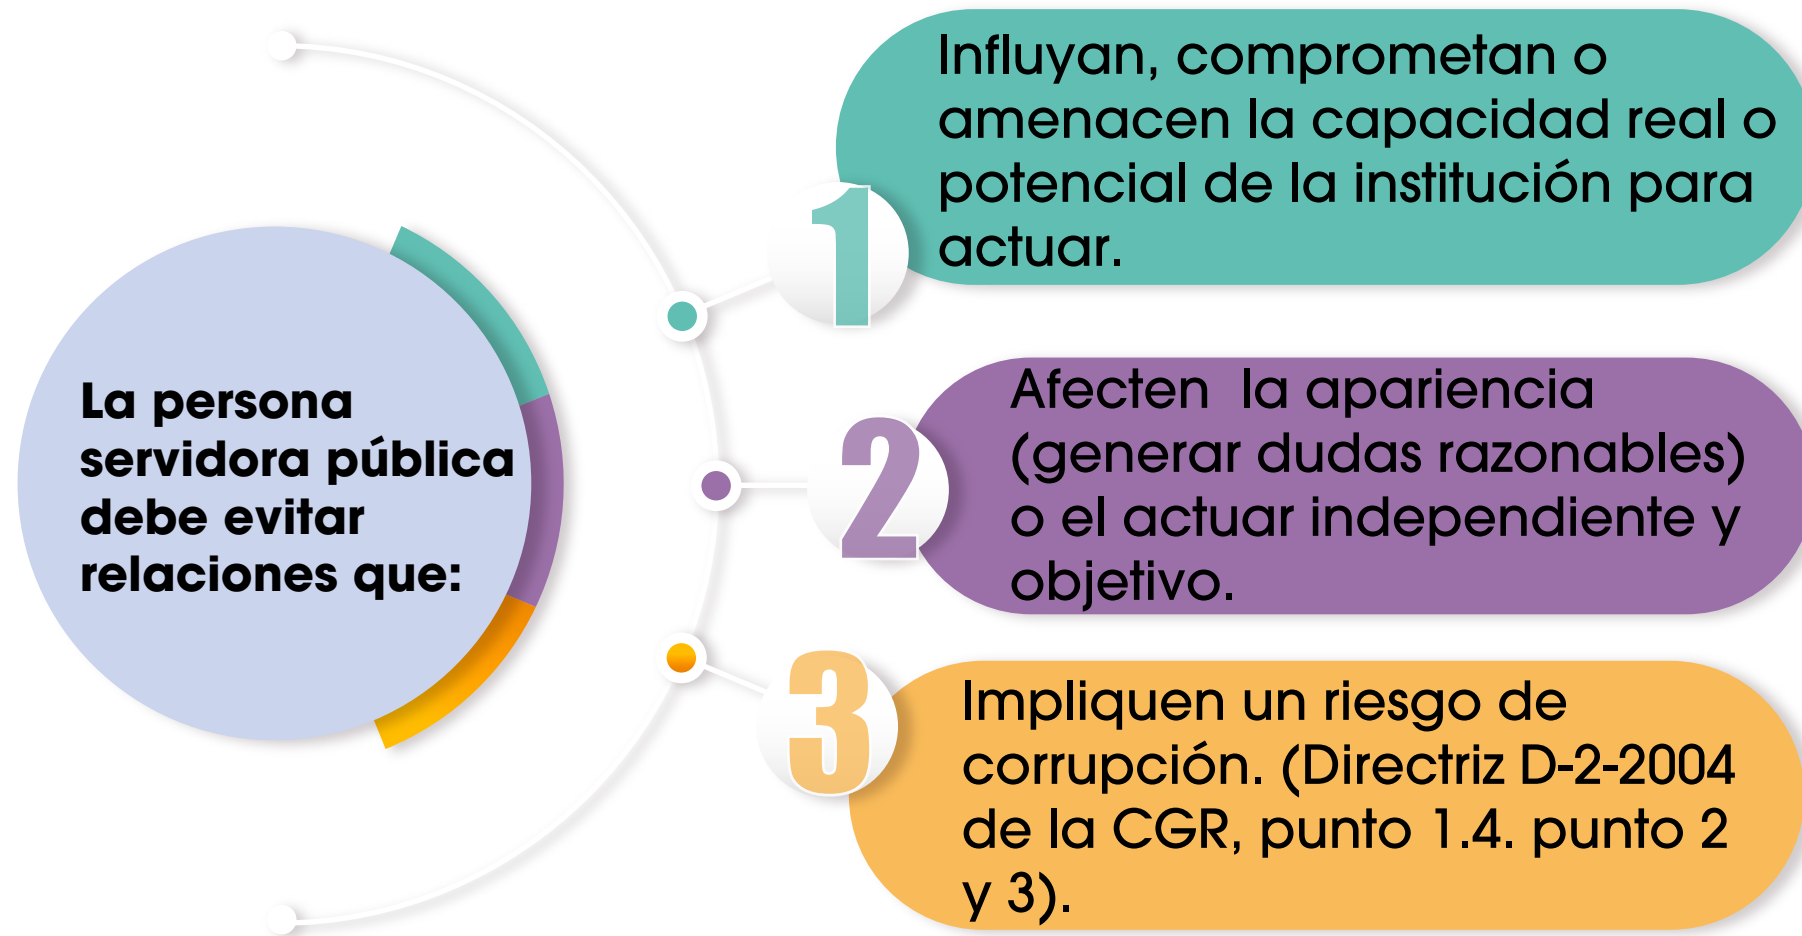 La persona
servidora pública
debe evitar
relaciones que:
1
Influyan, comprometan o
amenacen la capacidad real o
potencial de la institución para
actuar.
2
Afecten la apariencia
(generar dudas razonables)
o el actuar independiente y
objetivo.
3
Impliquen un riesgo de
corrupción. (Directriz D-2-2004
de la CGR, punto 1.4. punto 2
y 3).